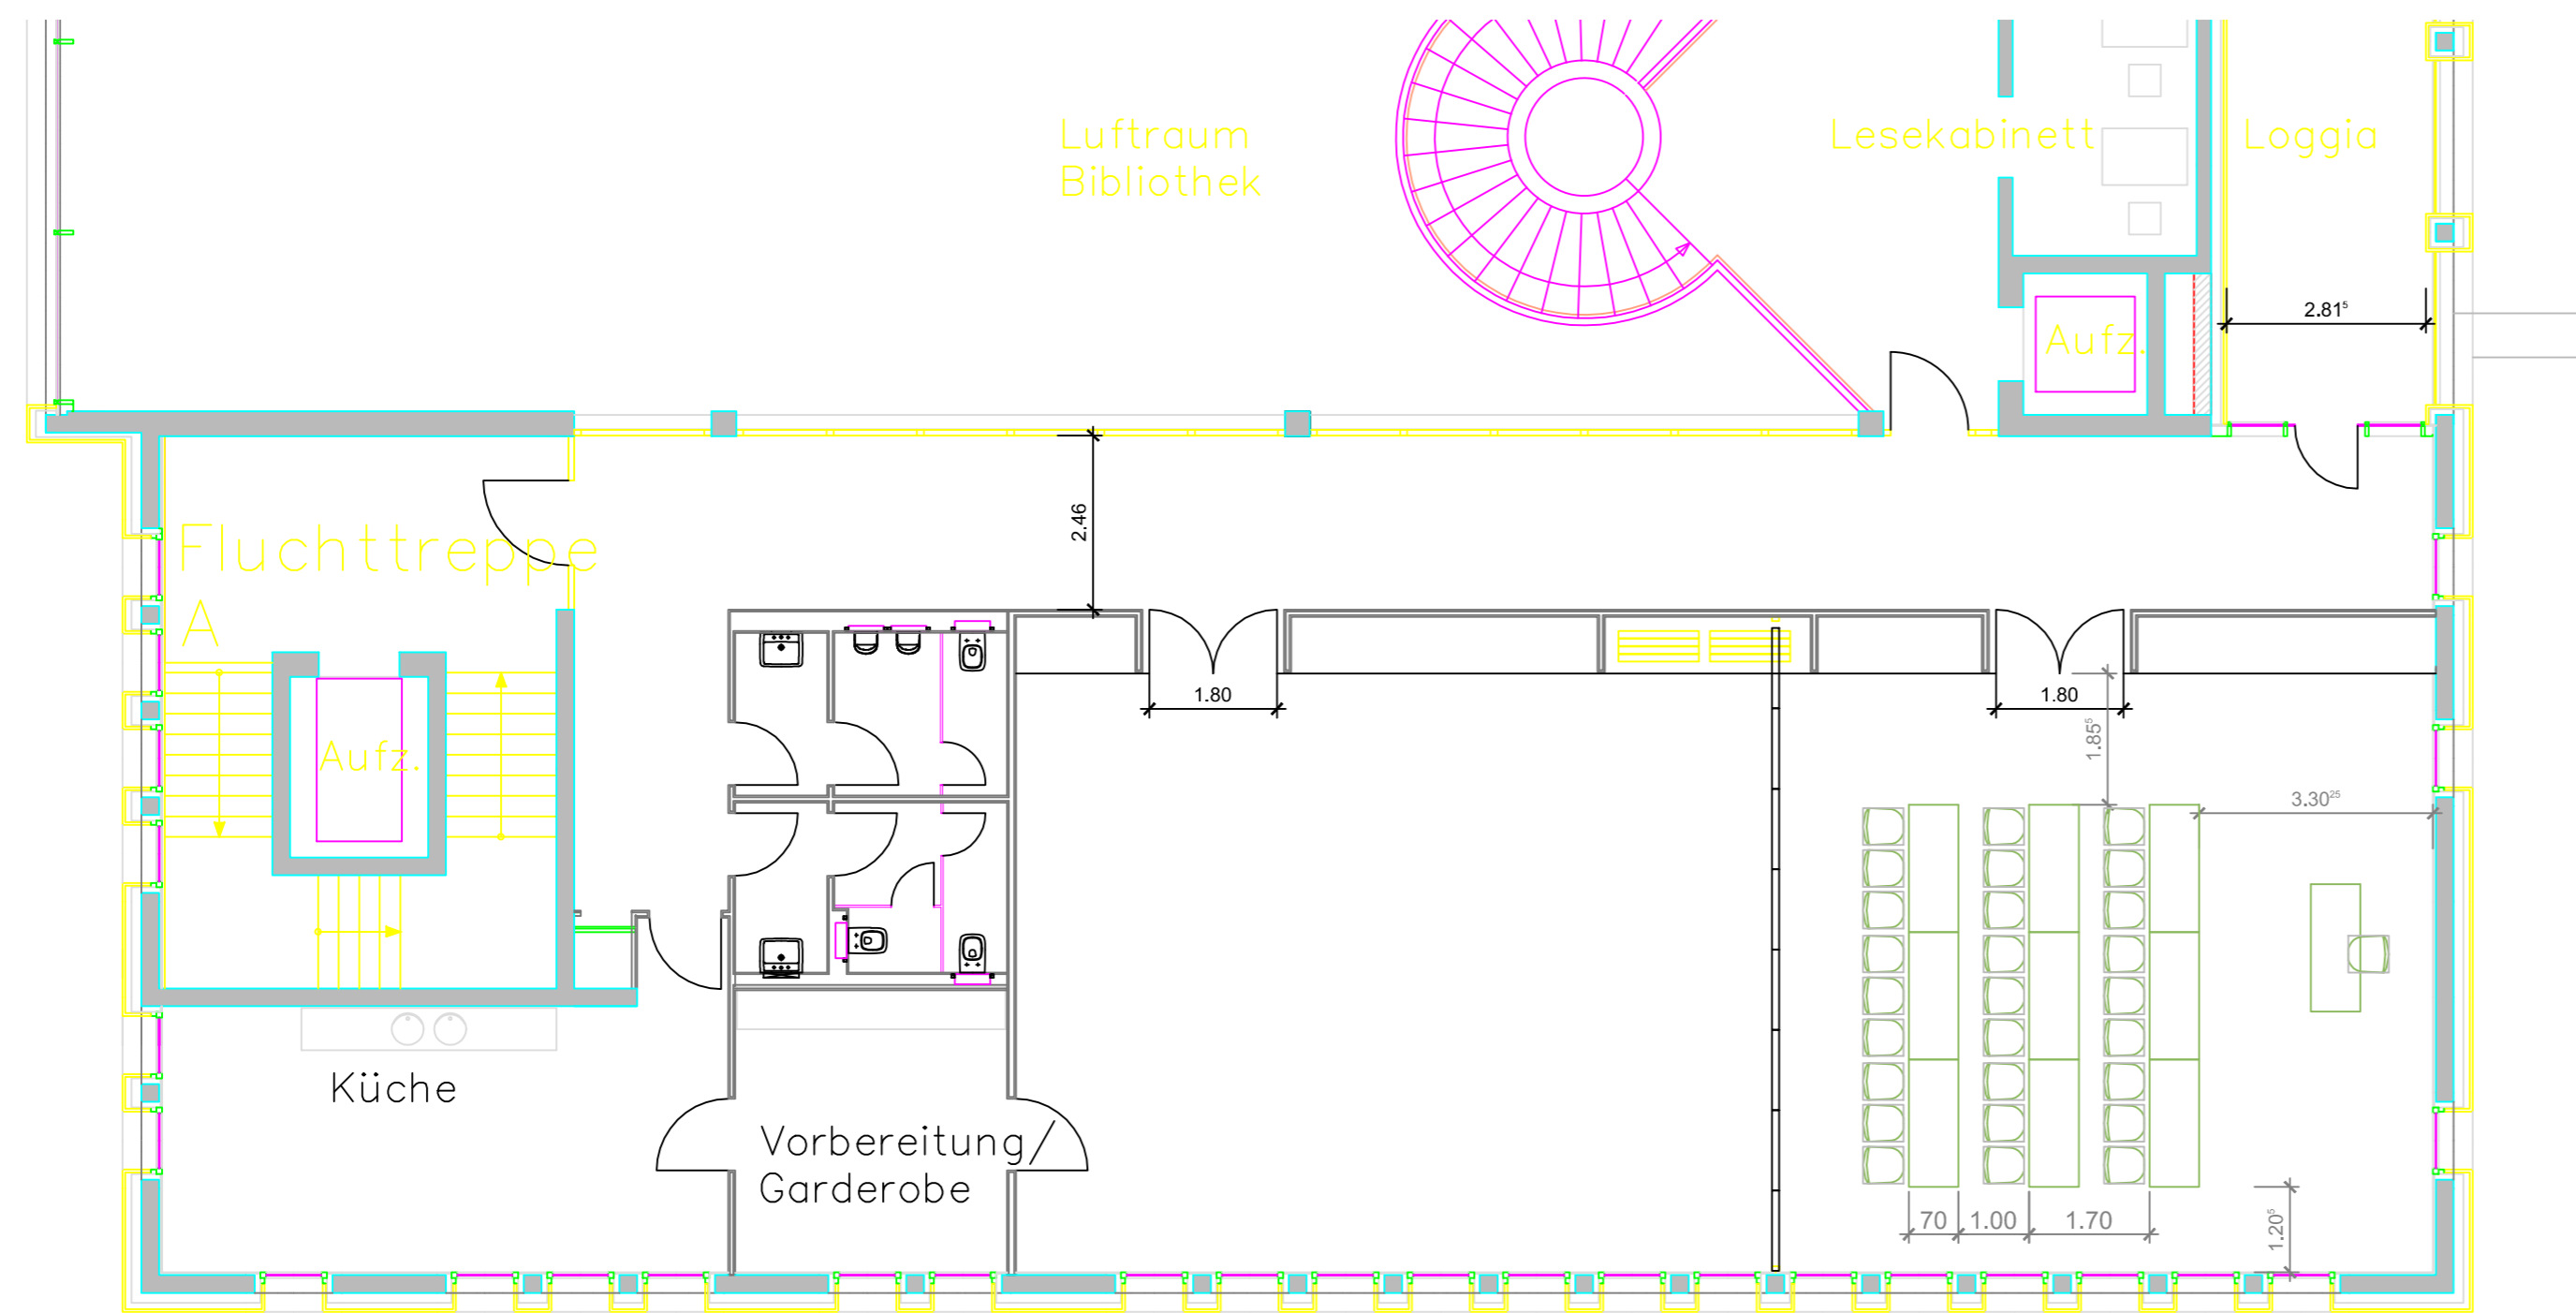 Luftraum
Bibliothek
Lesekabinett
Loggia
2.81⁵
Aufz.
2.46
Fluchttreppe
A
Aufz.
1.80
1.80
1.85⁵
3.30²⁵
Küche
Vorbereitung/
Garderobe
70
1.00
1.70
1.20⁵